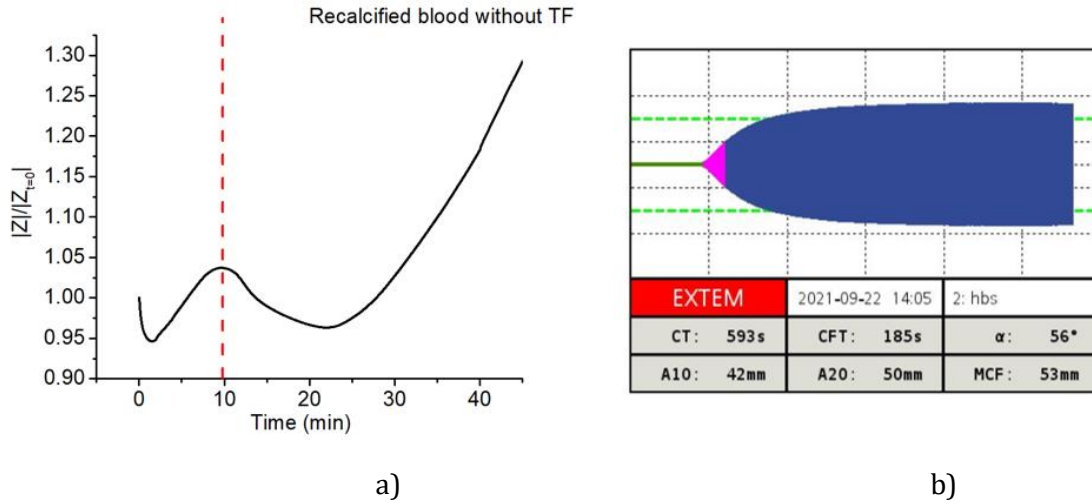 Recalcified blood without TF
|Z|/|Z_{t=0}|
1.30
1.25
1.20
1.15
1.10
1.05
1.00
0.95
0.90
0 10 20 30 40
Time (min)
EXTEM 2021-09-22 14:05 2: hbs
CT: 593s CFT: 185s α: 56°
A10: 42mm A20: 50mm MCF: 53mm
a) b)